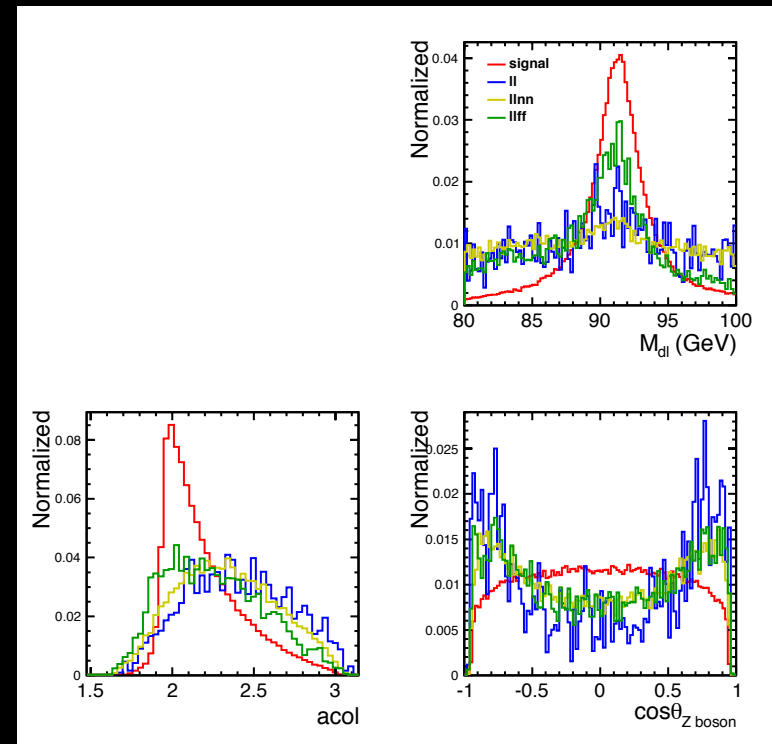 Normalized
0.04
0.03
0.02
0.01
0
signal
ll
llnn
llff
80 85 90 95 100
M_dl (GeV)
Normalized
0.08
0.06
0.04
0.02
0
1.5 2 2.5 3
acol
Normalized
0.025
0.02
0.015
0.01
0.005
0
-1 -0.5 0 0.5 1
cosθ_Z boson